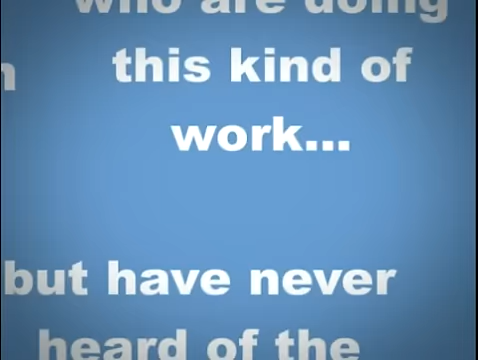 who are doing
n
this kind of
work...
but have never
heard of the